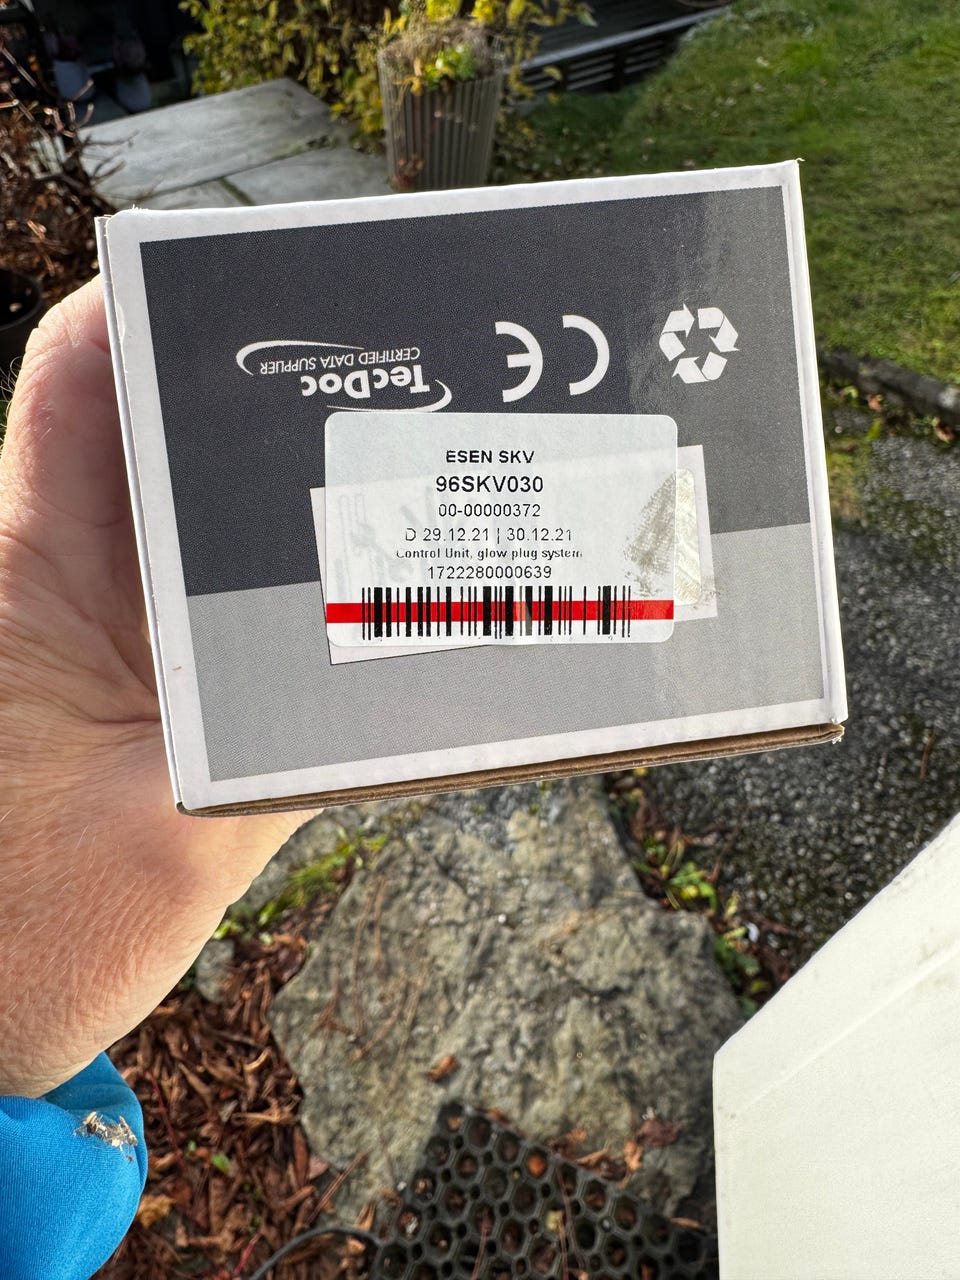 TecDoc
CERTIFIED DATA SUPPLIER
CE
ESEN SKV
96SKV030
00-00000372
D 29.12.21 | 30.12.21
Control Unit, glow plug system
1722280000639